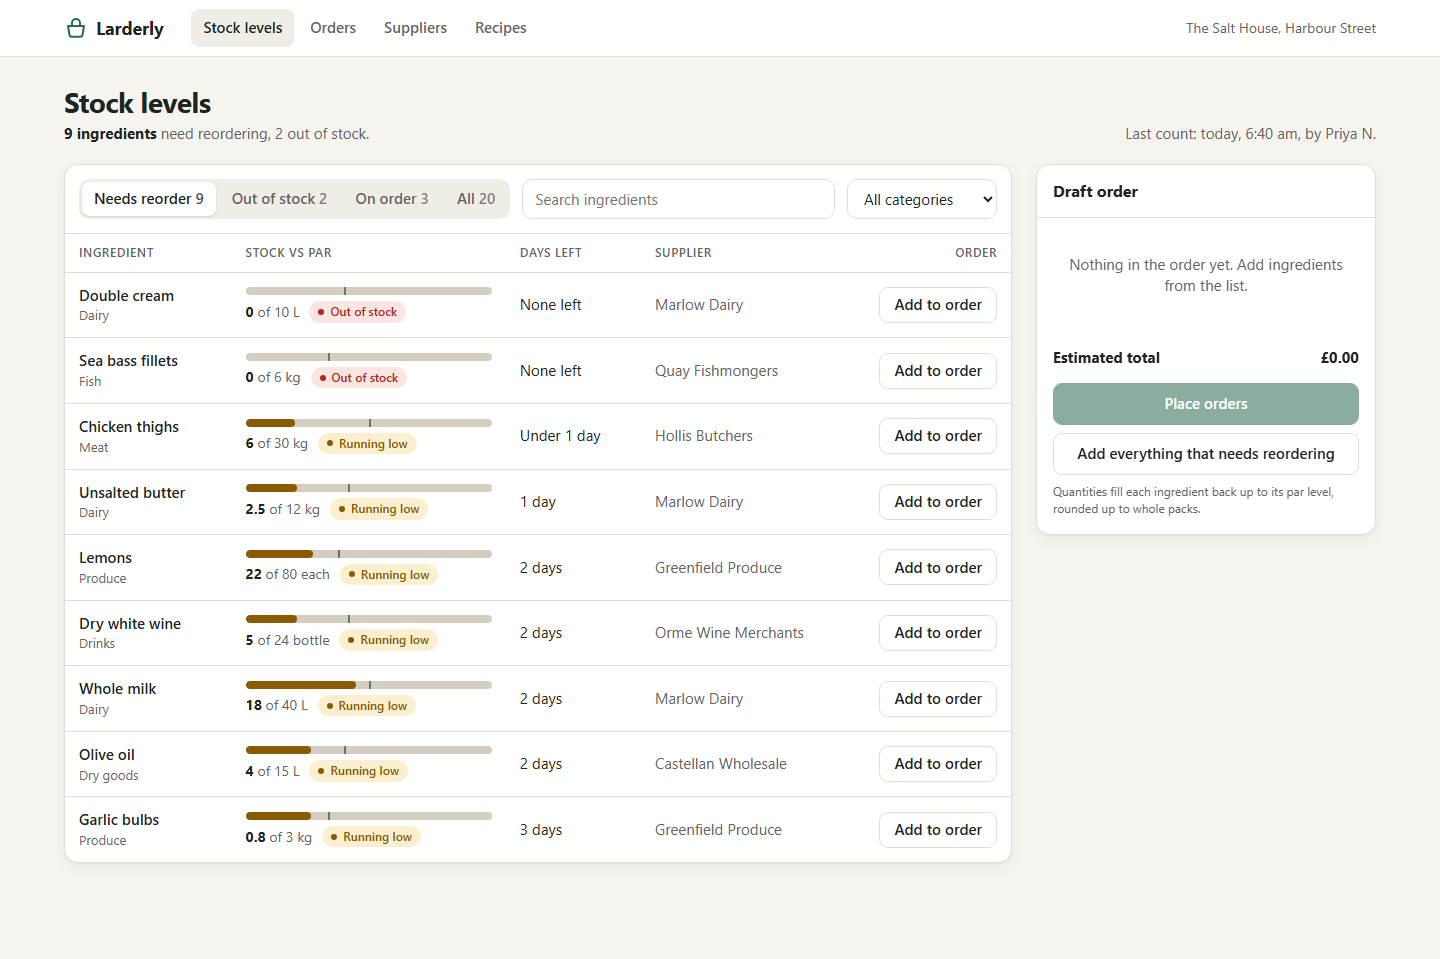 Larderly
Stock levels
Orders
Suppliers
Recipes
The Salt House, Harbour Street
Stock levels
9 ingredients need reordering, 2 out of stock.
Last count: today, 6:40 am, by Priya N.
Needs reorder 9
Out of stock 2
On order 3
All 20
Search ingredients
All categories
INGREDIENT
STOCK VS PAR
DAYS LEFT
SUPPLIER
ORDER
Double cream
Dairy
0 of 10 L
Out of stock
None left
Marlow Dairy
Add to order
Sea bass fillets
Fish
0 of 6 kg
Out of stock
None left
Quay Fishmongers
Add to order
Chicken thighs
Meat
6 of 30 kg
Running low
Under 1 day
Hollis Butchers
Add to order
Unsalted butter
Dairy
2.5 of 12 kg
Running low
1 day
Marlow Dairy
Add to order
Lemons
Produce
22 of 80 each
Running low
2 days
Greenfield Produce
Add to order
Dry white wine
Drinks
5 of 24 bottle
Running low
2 days
Orme Wine Merchants
Add to order
Whole milk
Dairy
18 of 40 L
Running low
2 days
Marlow Dairy
Add to order
Olive oil
Dry goods
4 of 15 L
Running low
2 days
Castellan Wholesale
Add to order
Garlic bulbs
Produce
0.8 of 3 kg
Running low
3 days
Greenfield Produce
Add to order
Draft order
Nothing in the order yet. Add ingredients
from the list.
Estimated total
£0.00
Place orders
Add everything that needs reordering
Quantities fill each ingredient back up to its par level,
rounded up to whole packs.